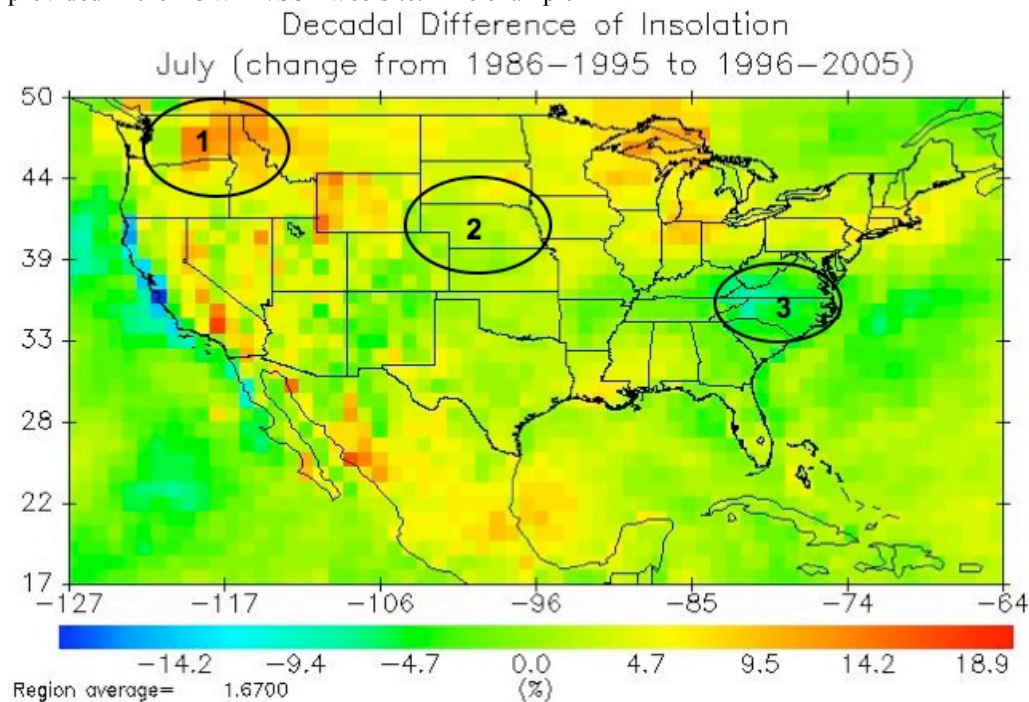 Decadal Difference of Insolation
July (change from 1986-1995 to 1996-2005)
50
44
39
33
28
22
17
1
2
3
-127 -117 -106 -96 -85 -74 -64
-14.2 -9.4 -4.7 0.0 4.7 9.5 14.2 18.9
(%)
Region average= 1.6700